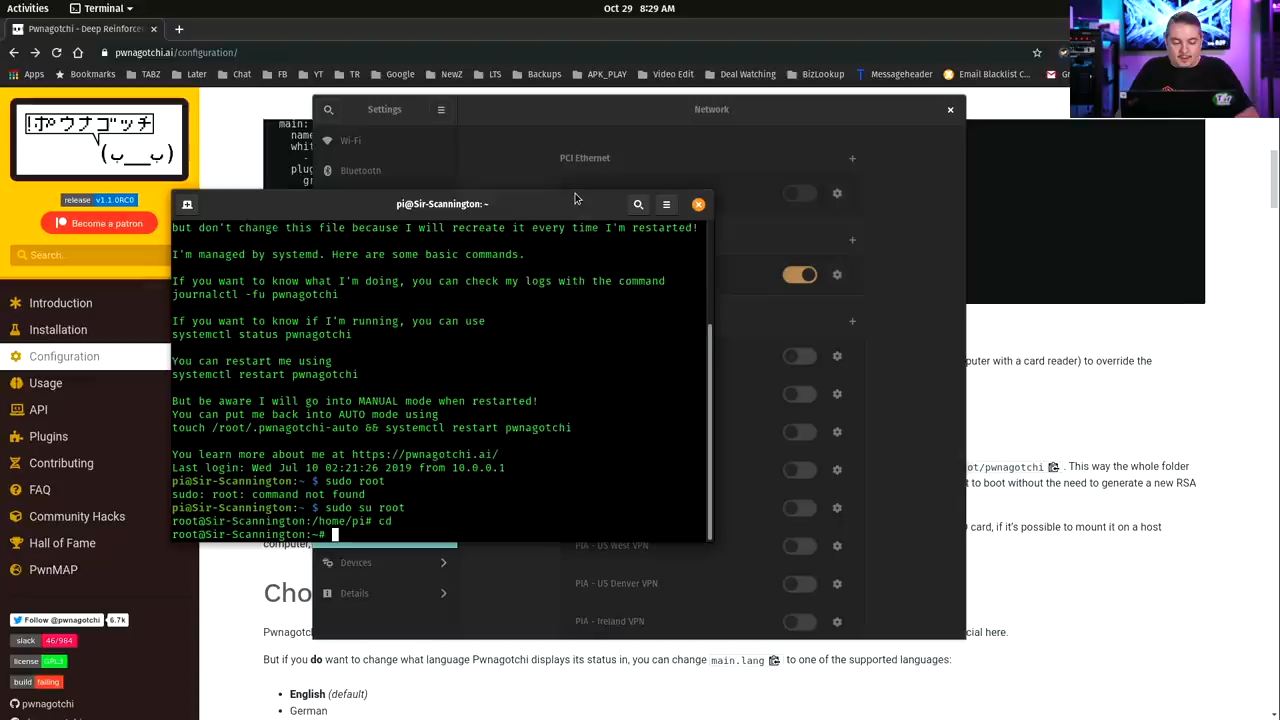 Activities
Terminal
Oct 29 8:29 AM
Pwnagotchi - Deep Reinforce
pwnagotchi.ai/configuration/
Apps
Bookmarks
TABZ
Later
Chat
FB
YT
TR
Google
NewZ
LTS
Backups
APK_PLAY
Video Edit
Deal Watching
BizLookup
Messageheader
Email Blacklist C...
!ポウナゴッチ
(◡__◡)
release v1.1.0RC0
Become a patron
Search...
Introduction
Installation
Configuration
Usage
API
Plugins
Contributing
FAQ
Community Hacks
Hall of Fame
PwnMAP
Follow @pwnagotchi 6.7k
slack 46/984
license GPL3
build failing
pwnagotchi
main:
name
whit
-
plug
gr
Settings
Network
Wi-Fi
Bluetooth
PCI Ethernet
pi@Sir-Scannington: ~
but don't change this file because I will recreate it every time I'm restarted!
I'm managed by systemd. Here are some basic commands.
If you want to know what I'm doing, you can check my logs with the command
journalctl -fu pwnagotchi
If you want to know if I'm running, you can use
systemctl status pwnagotchi
You can restart me using
systemctl restart pwnagotchi
But be aware I will go into MANUAL mode when restarted!
You can put me back into AUTO mode using
touch /root/.pwnagotchi-auto && systemctl restart pwnagotchi
You learn more about me at https://pwnagotchi.ai/
Last login: Wed Jul 10 02:21:26 2019 from 10.0.0.1
pi@Sir-Scannington:~ $ sudo root
sudo: root: command not found
pi@Sir-Scannington:~ $ sudo su root
root@Sir-Scannington:/home/pi# cd
root@Sir-Scannington:~#
puter with a card reader) to override the
ot/pwnagotchi . This way the whole folder
t to boot without the need to generate a new RSA
card, if it's possible to mount it on a host
computer,
PIA - US West VPN
Devices
PIA - US Denver VPN
Details
PIA - Ireland VPN
Cho
Pwnagotch
cial here.
But if you do want to change what language Pwnagotchi displays its status in, you can change main.lang to one of the supported languages:
English (default)
German